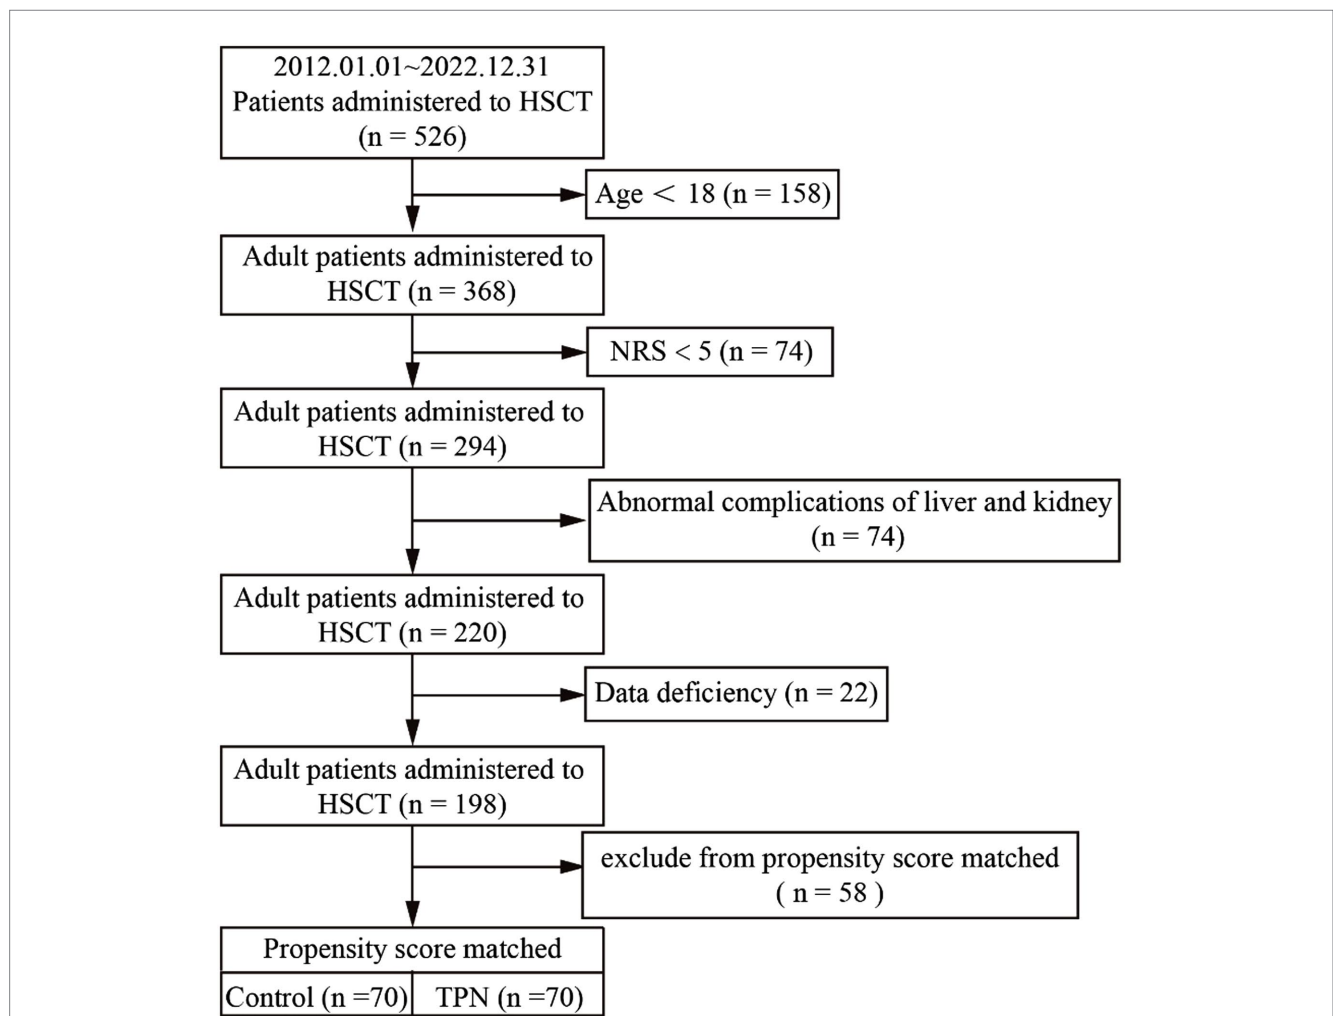 2012.01.01~2022.12.31
Patients administered to HSCT
(n = 526)
Age < 18 (n = 158)
Adult patients administered to
HSCT (n = 368)
NRS < 5 (n = 74)
Adult patients administered to
HSCT (n = 294)
Abnormal complications of liver and kidney
(n = 74)
Adult patients administered to
HSCT (n = 220)
Data deficiency (n = 22)
Adult patients administered to
HSCT (n = 198)
exclude from propensity score matched
( n = 58 )
Propensity score matched
Control (n =70) TPN (n =70)